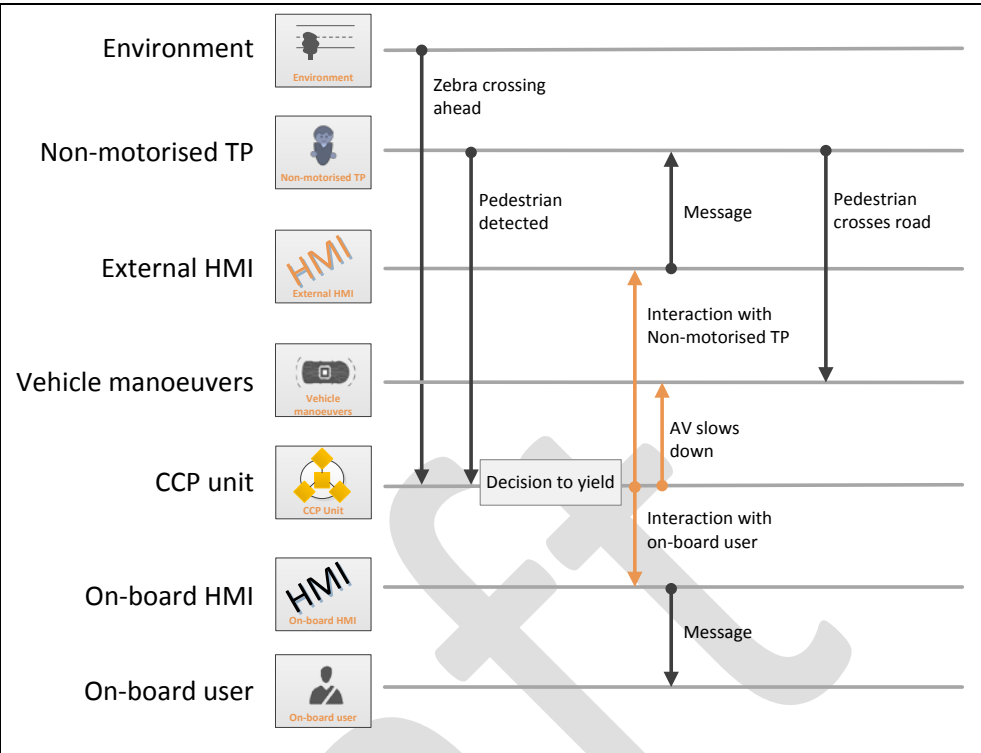 Environment
Environment
Zebra crossing
ahead
Non-motorised TP
Non-motorised TP
Pedestrian
detected
Message
Pedestrian
crosses road
External HMI
HMI
External HMI
Interaction with
Non-motorised TP
Vehicle manoeuvers
Vehicle
manoeuvers
AV slows
down
CCP unit
CCP Unit
Decision to yield
Interaction with
on-board user
On-board HMI
HMI
On-board HMI
Message
On-board user
On-board user